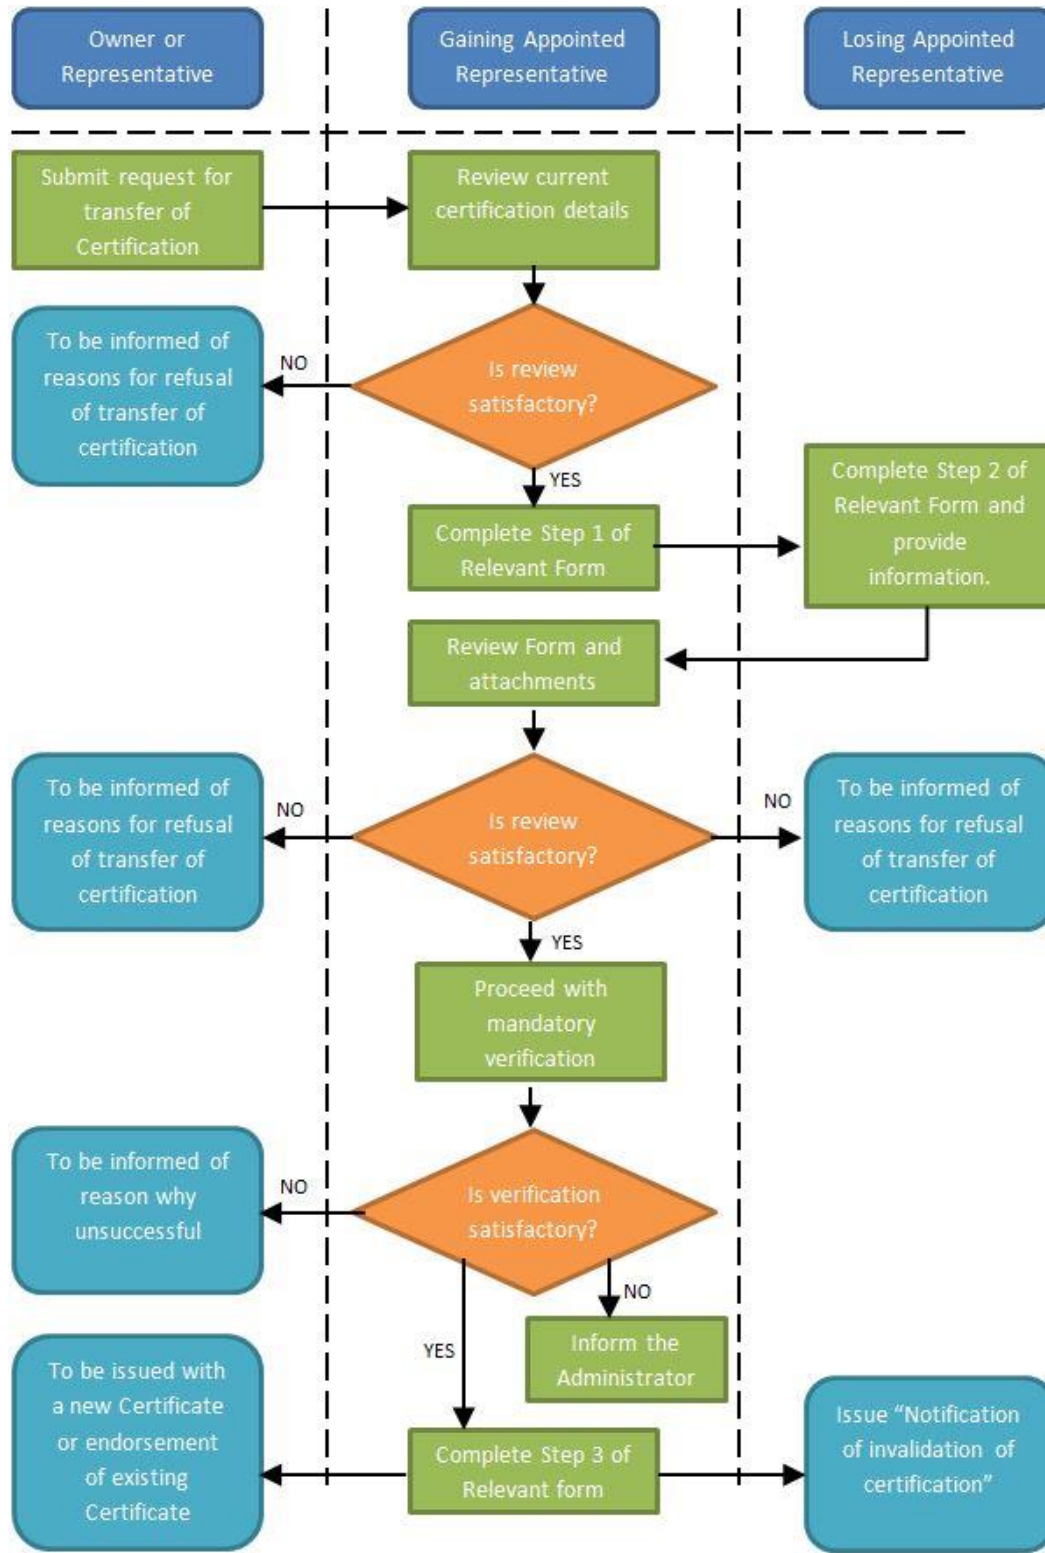 Owner or
Representative
Gaining Appointed
Representative
Losing Appointed
Representative
Submit request for
transfer of
Certification
Review current
certification details
To be informed of
reasons for refusal
of transfer of
certification
NO
Is review
satisfactory?
YES
Complete Step 1 of
Relevant Form
Complete Step 2 of
Relevant Form and
provide
information.
Review Form and
attachments
To be informed of
reasons for refusal
of transfer of
certification
NO
Is review
satisfactory?
NO
To be informed of
reasons for refusal
of transfer of
certification
YES
Proceed with
mandatory
verification
To be informed of
reason why
unsuccessful
NO
Is verification
satisfactory?
NO
YES
Inform the
Administrator
To be issued with
a new Certificate
or endorsement
of existing
Certificate
Complete Step 3 of
Relevant form
Issue “Notification
of invalidation of
certification”